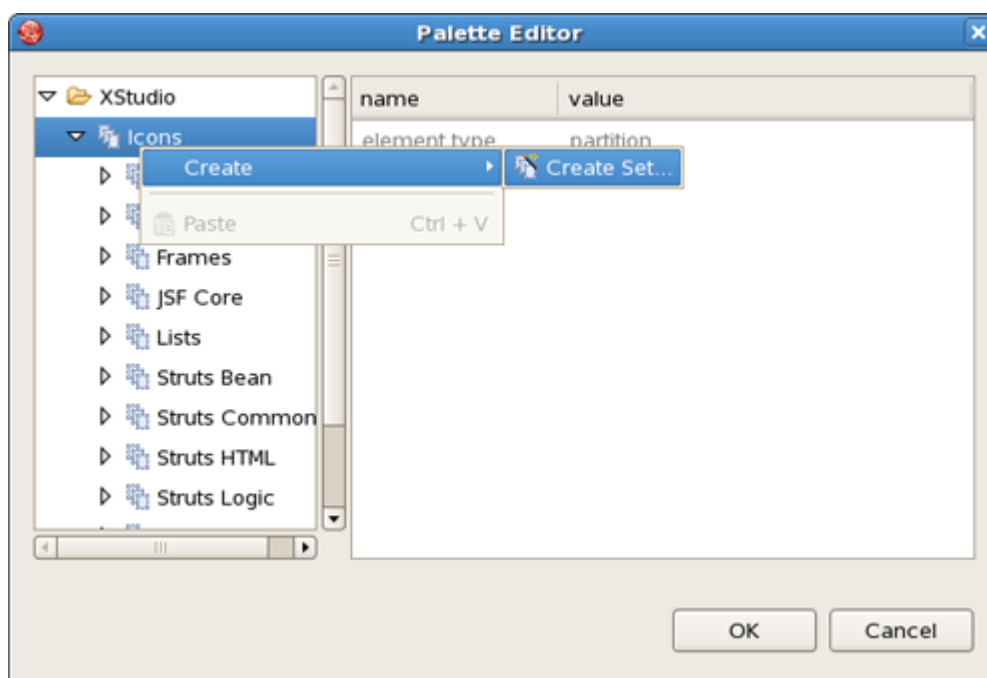 Palette Editor
XStudio
name value
Icons
element type partition
Create
Create Set...
Paste Ctrl + V
Frames
JSF Core
Lists
Struts Bean
Struts Common
Struts HTML
Struts Logic
OK Cancel